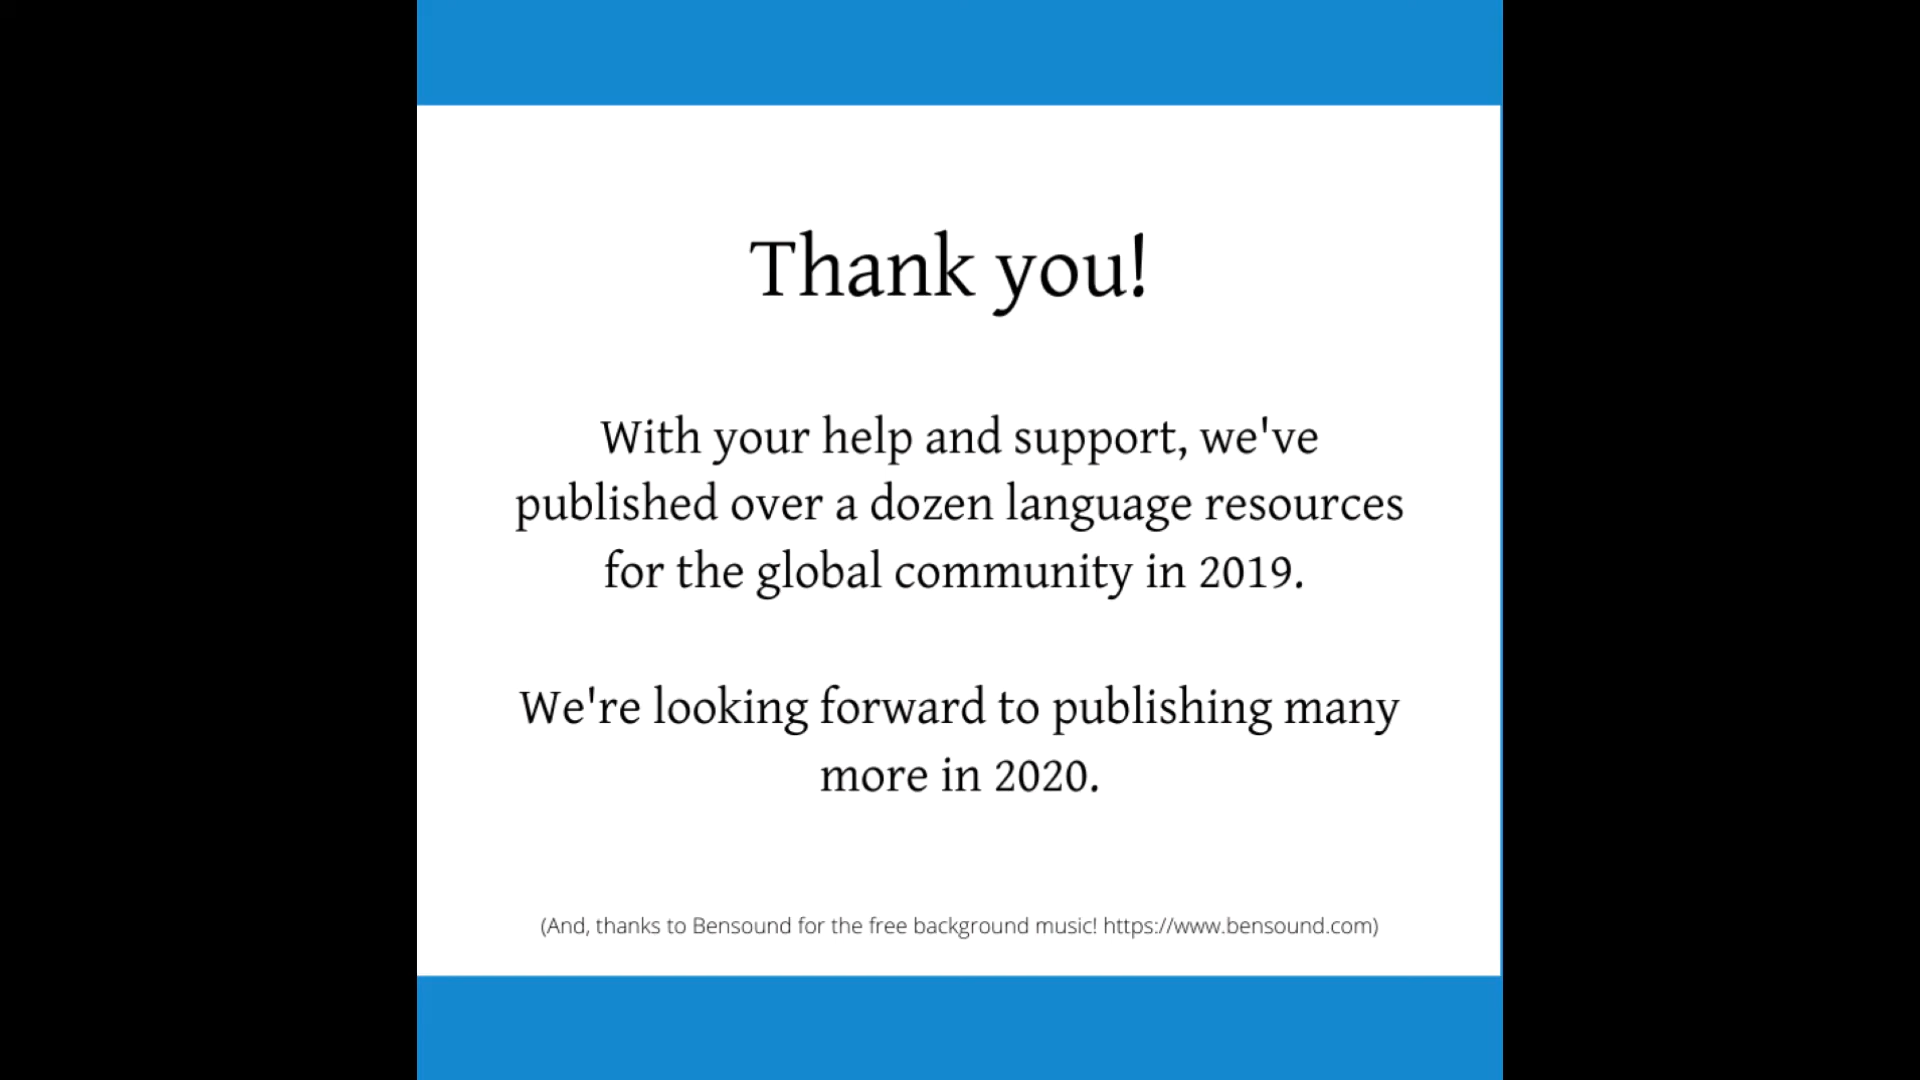 Thank you!
With your help and support, we've
published over a dozen language resources
for the global community in 2019.
We're looking forward to publishing many
more in 2020.
(And, thanks to Bensound for the free background music! https://www.bensound.com)